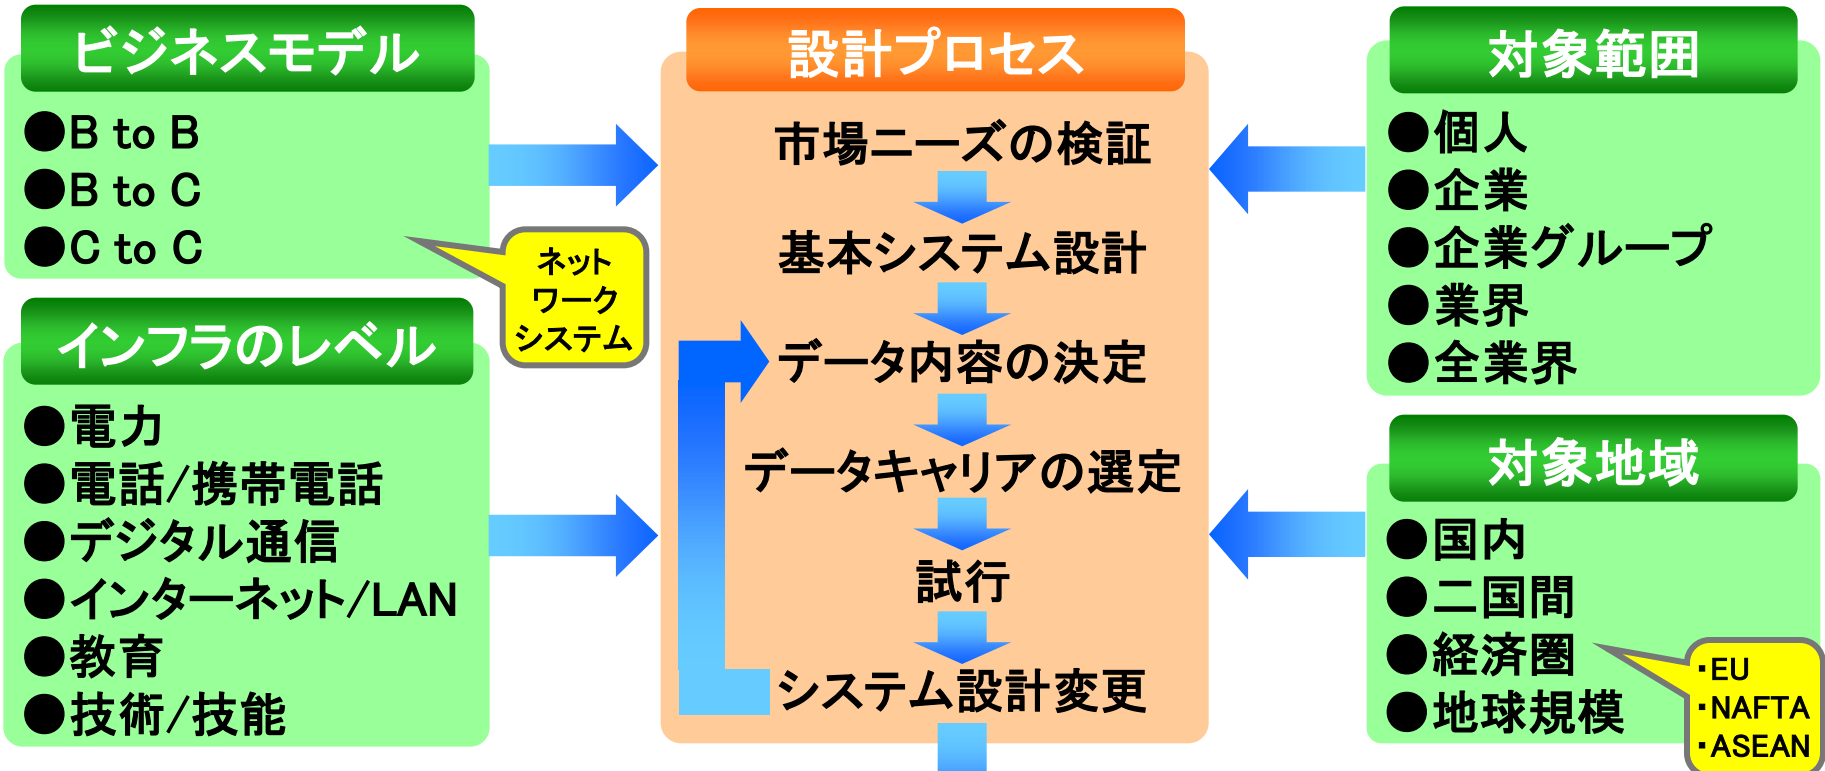 ビジネスモデル
●B to B
●B to C
●C to C
ネット
ワーク
システム
インフラのレベル
●電力
●電話/携帯電話
●デジタル通信
●インターネット/LAN
●教育
●技術/技能
設計プロセス
市場ニーズの検証
基本システム設計
データ内容の決定
データキャリアの選定
試行
システム設計変更
対象範囲
●個人
●企業
●企業グループ
●業界
●全業界
対象地域
●国内
●二国間
●経済圏
●地球規模
・EU
・NAFTA
・ASEAN